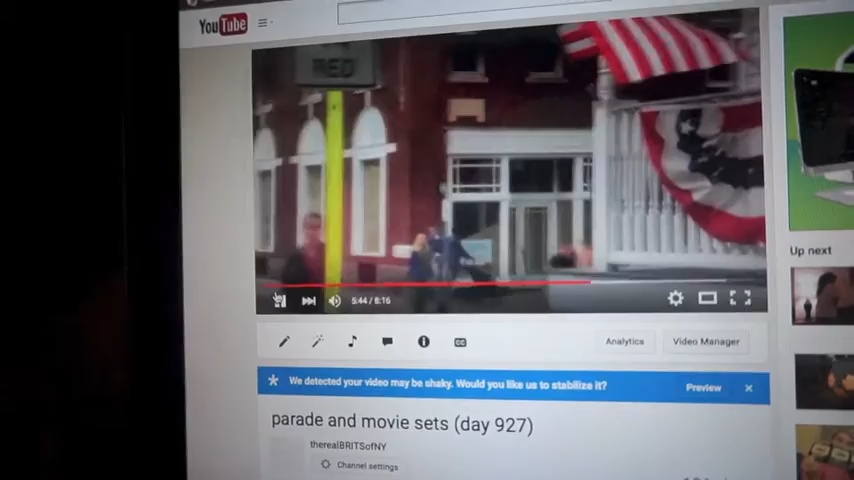 YouTube
RED
5:44 / 8:16
Up next
Analytics
Video Manager
We detected your video may be shaky. Would you like us to stabilize it?
Preview
parade and movie sets (day 927)
therealBRITSofNY
Channel settings